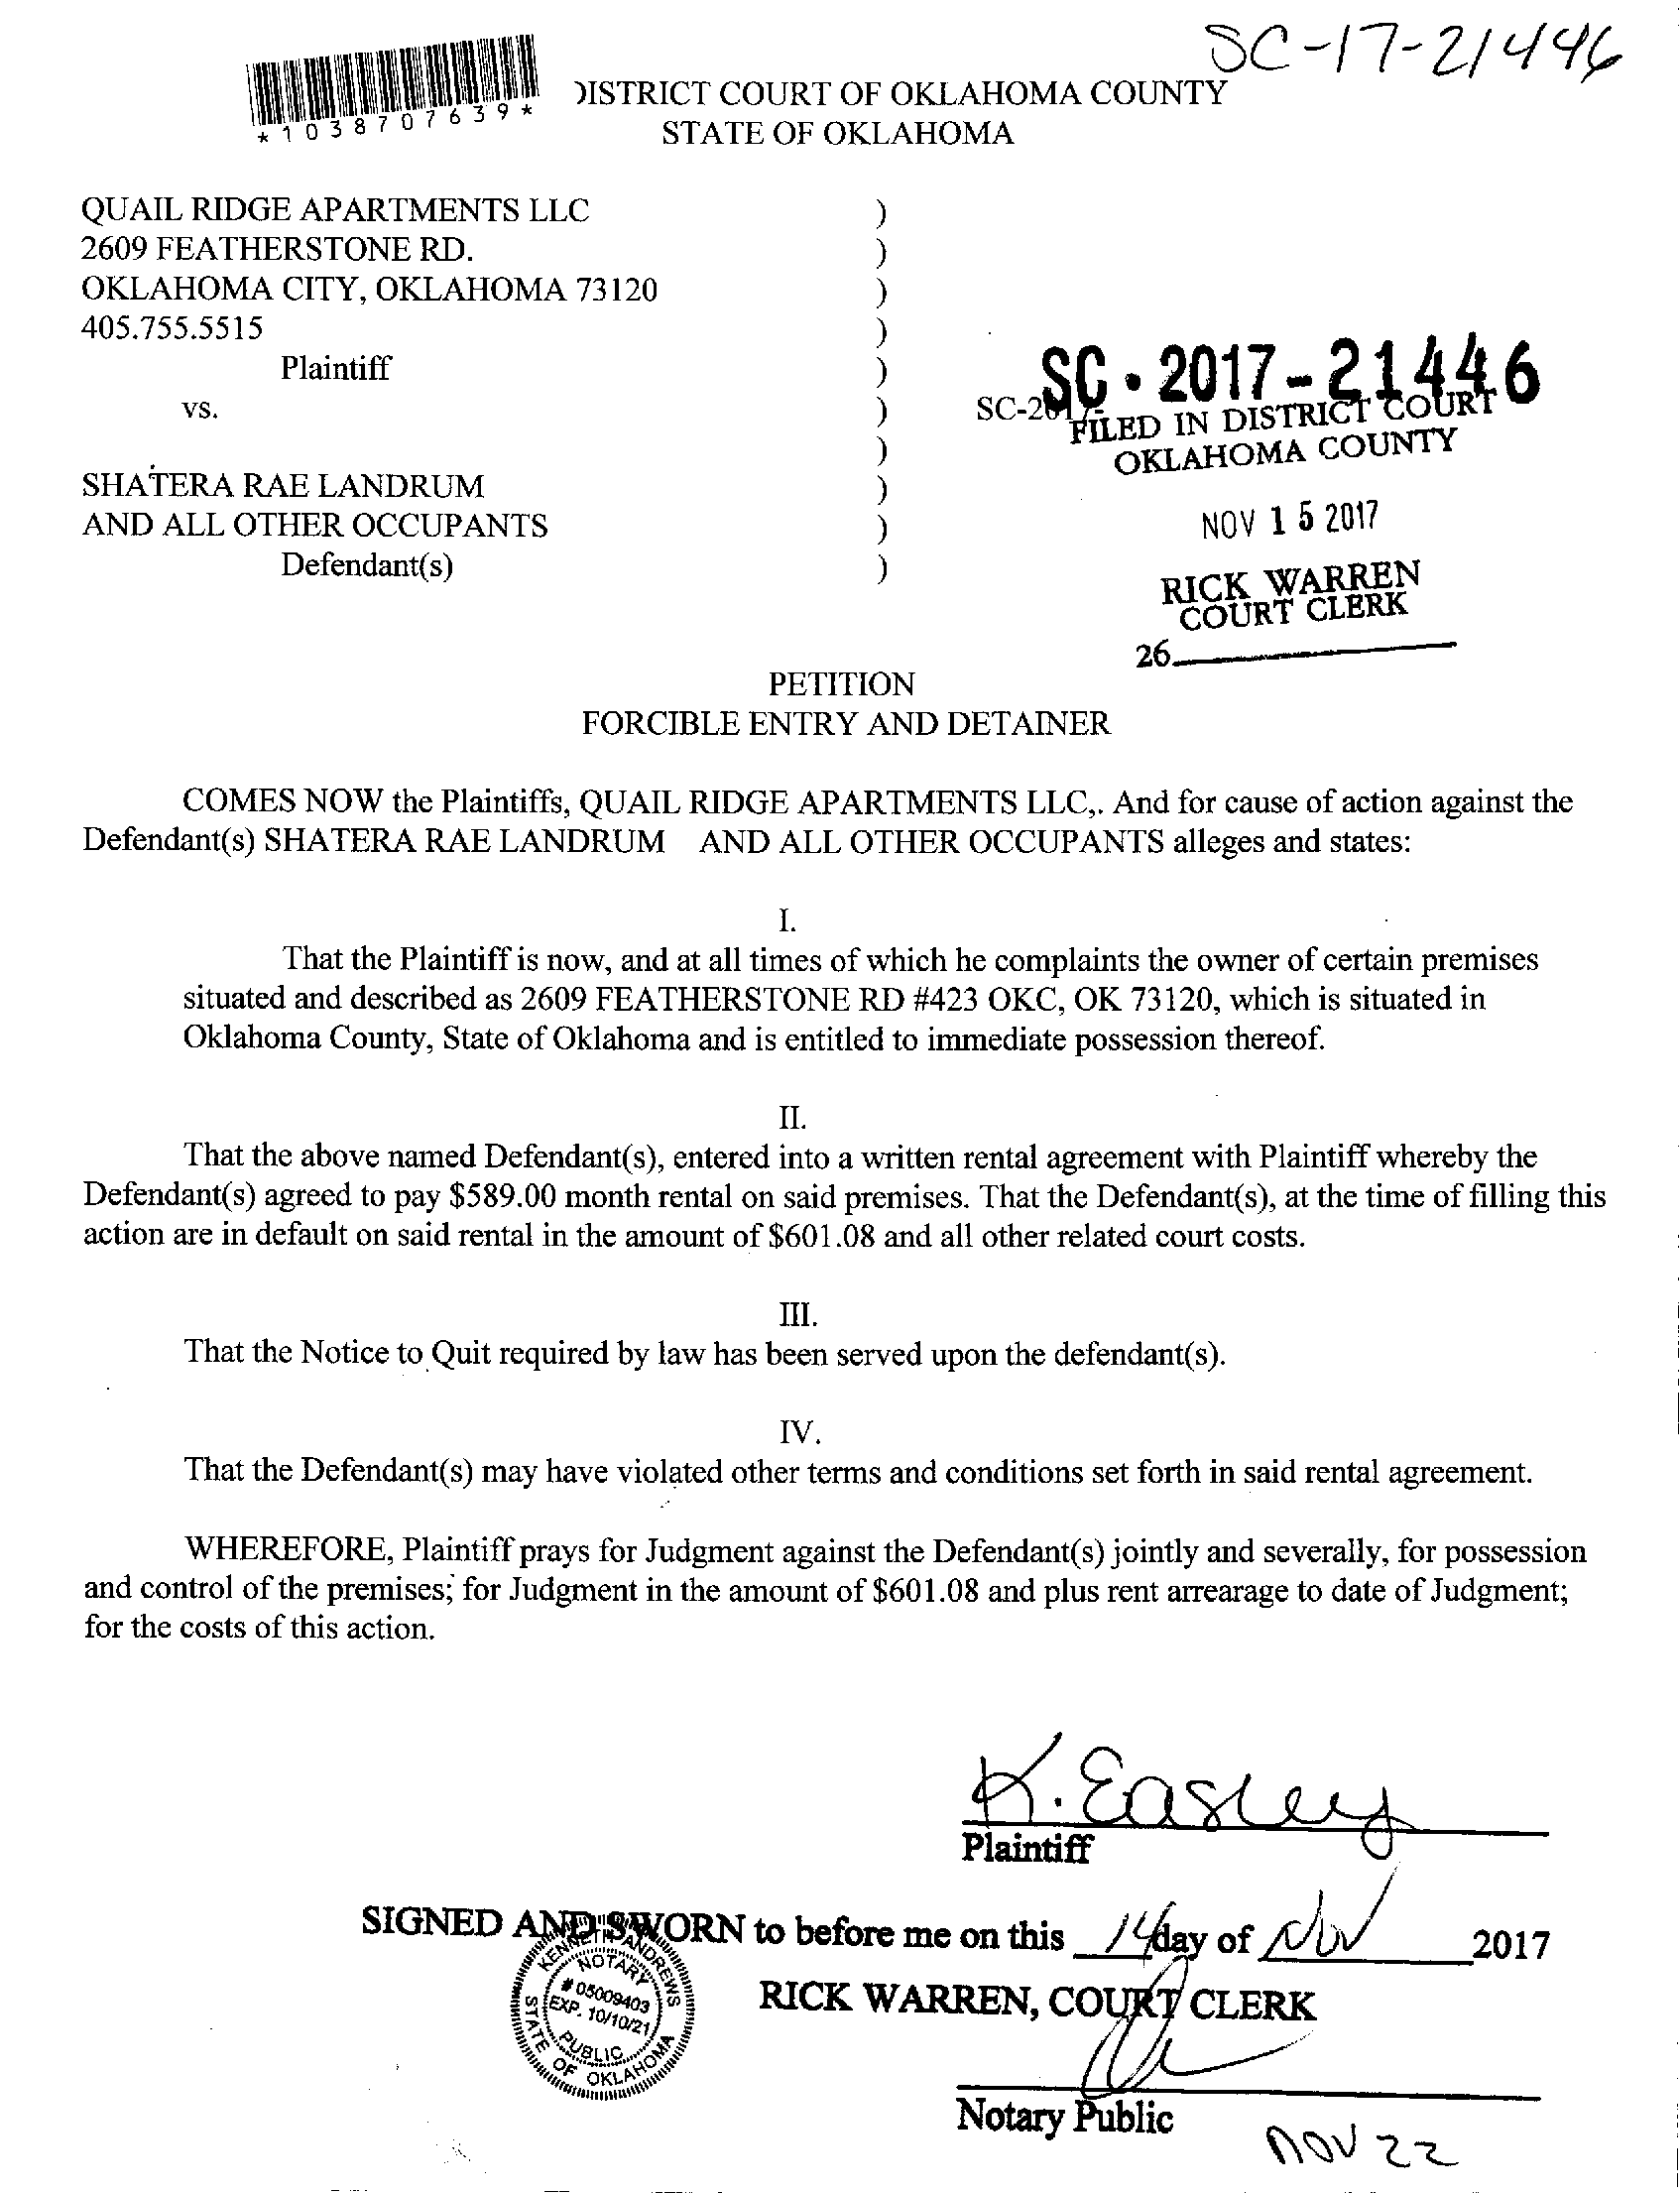 SC-17-21446
*1038707639*
DISTRICT COURT OF OKLAHOMA COUNTY
STATE OF OKLAHOMA
QUAIL RIDGE APARTMENTS LLC )
2609 FEATHERSTONE RD. )
OKLAHOMA CITY, OKLAHOMA 73120 )
405.755.5515 )
Plaintiff )
vs. )
)
SHATERA RAE LANDRUM )
AND ALL OTHER OCCUPANTS )
Defendant(s) )
SC-2017-
SC-2017-21446
FILED IN DISTRICT COURT
OKLAHOMA COUNTY
NOV 15 2017
RICK WARREN
COURT CLERK
26
PETITION
FORCIBLE ENTRY AND DETAINER
COMES NOW the Plaintiffs, QUAIL RIDGE APARTMENTS LLC,. And for cause of action against the
Defendant(s) SHATERA RAE LANDRUM AND ALL OTHER OCCUPANTS alleges and states:
I.
That the Plaintiff is now, and at all times of which he complaints the owner of certain premises
situated and described as 2609 FEATHERSTONE RD #423 OKC, OK 73120, which is situated in
Oklahoma County, State of Oklahoma and is entitled to immediate possession thereof.
II.
That the above named Defendant(s), entered into a written rental agreement with Plaintiff whereby the
Defendant(s) agreed to pay $589.00 month rental on said premises. That the Defendant(s), at the time of filling this
action are in default on said rental in the amount of $601.08 and all other related court costs.
III.
That the Notice to Quit required by law has been served upon the defendant(s).
IV.
That the Defendant(s) may have violated other terms and conditions set forth in said rental agreement.
WHEREFORE, Plaintiff prays for Judgment against the Defendant(s) jointly and severally, for possession
and control of the premises; for Judgment in the amount of $601.08 and plus rent arrearage to date of Judgment;
for the costs of this action.
K. Easley
Plaintiff
SIGNED AND SWORN to before me on this 14 day of Nov 2017
RICK WARREN, COURT CLERK
KENNETH ANDREWS
NOTARY
# 05009403
EXP. 10/10/21
PUBLIC
STATE OF OKLAHOMA
Notary Public
NOV 22